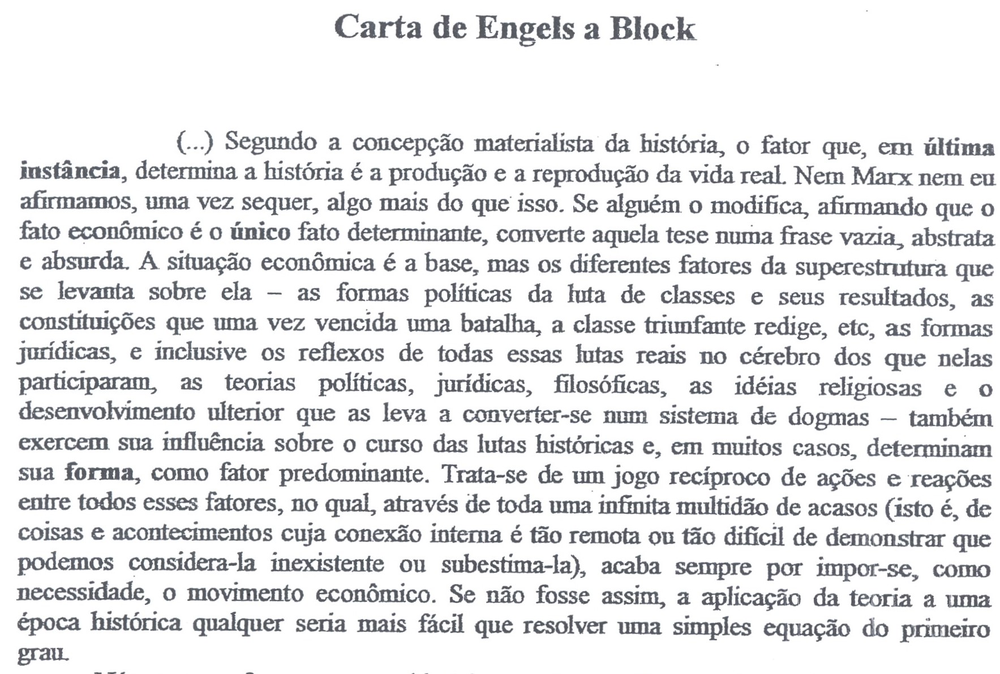 Carta de Engels a Block
(...) Segundo a concepção materialista da história, o fator que, em última
instância, determina a história é a produção e a reprodução da vida real. Nem Marx nem eu
afirmamos, uma vez sequer, algo mais do que isso. Se alguém o modifica, afirmando que o
fato econômico é o único fato determinante, converte aquela tese numa frase vazia, abstrata
e absurda. A situação econômica é a base, mas os diferentes fatores da superestrutura que
se levanta sobre ela – as formas políticas da luta de classes e seus resultados, as
constituições que uma vez vencida uma batalha, a classe triunfante redige, etc, as formas
jurídicas, e inclusive os reflexos de todas essas lutas reais no cérebro dos que nelas
participaram, as teorias políticas, jurídicas, filosóficas, as idéias religiosas e o
desenvolvimento ulterior que as leva a converter-se num sistema de dogmas – também
exercem sua influência sobre o curso das lutas históricas e, em muitos casos, determinam
sua forma, como fator predominante. Trata-se de um jogo recíproco de ações e reações
entre todos esses fatores, no qual, através de toda uma infinita multidão de acasos (isto é, de
coisas e acontecimentos cuja conexão interna é tão remota ou tão difícil de demonstrar que
podemos considera-la inexistente ou subestima-la), acaba sempre por impor-se, como
necessidade, o movimento econômico. Se não fosse assim, a aplicação da teoria a uma
época histórica qualquer seria mais fácil que resolver uma simples equação do primeiro
grau.